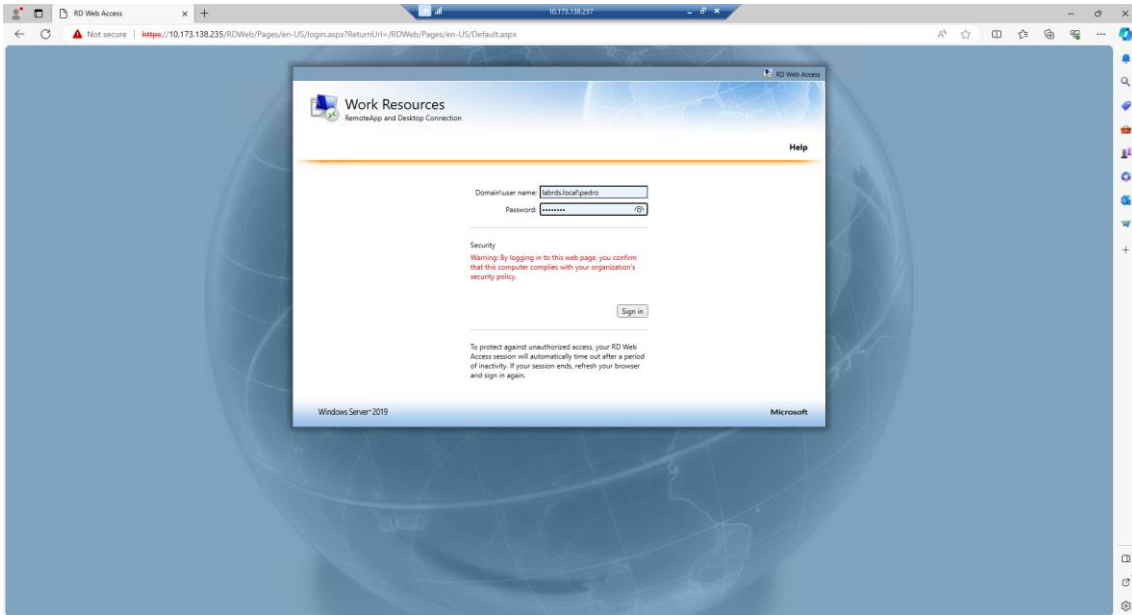 RD Web Access
10.173.138.237
Not secure | https://10.173.138.235/RDWeb/Pages/en-US/login.aspx?ReturnUrl=/RDWeb/Pages/en-US/Default.aspx
RD Web Access
Work Resources
RemoteApp and Desktop Connection
Help
Domain\user name: labrds.local\pedro
Password: ••••••••
Security
Warning: By logging in to this web page, you confirm
that this computer complies with your organization's
security policy.
Sign in
To protect against unauthorized access, your RD Web
Access session will automatically time out after a period
of inactivity. If your session ends, refresh your browser
and sign in again.
Windows Server® 2019
Microsoft